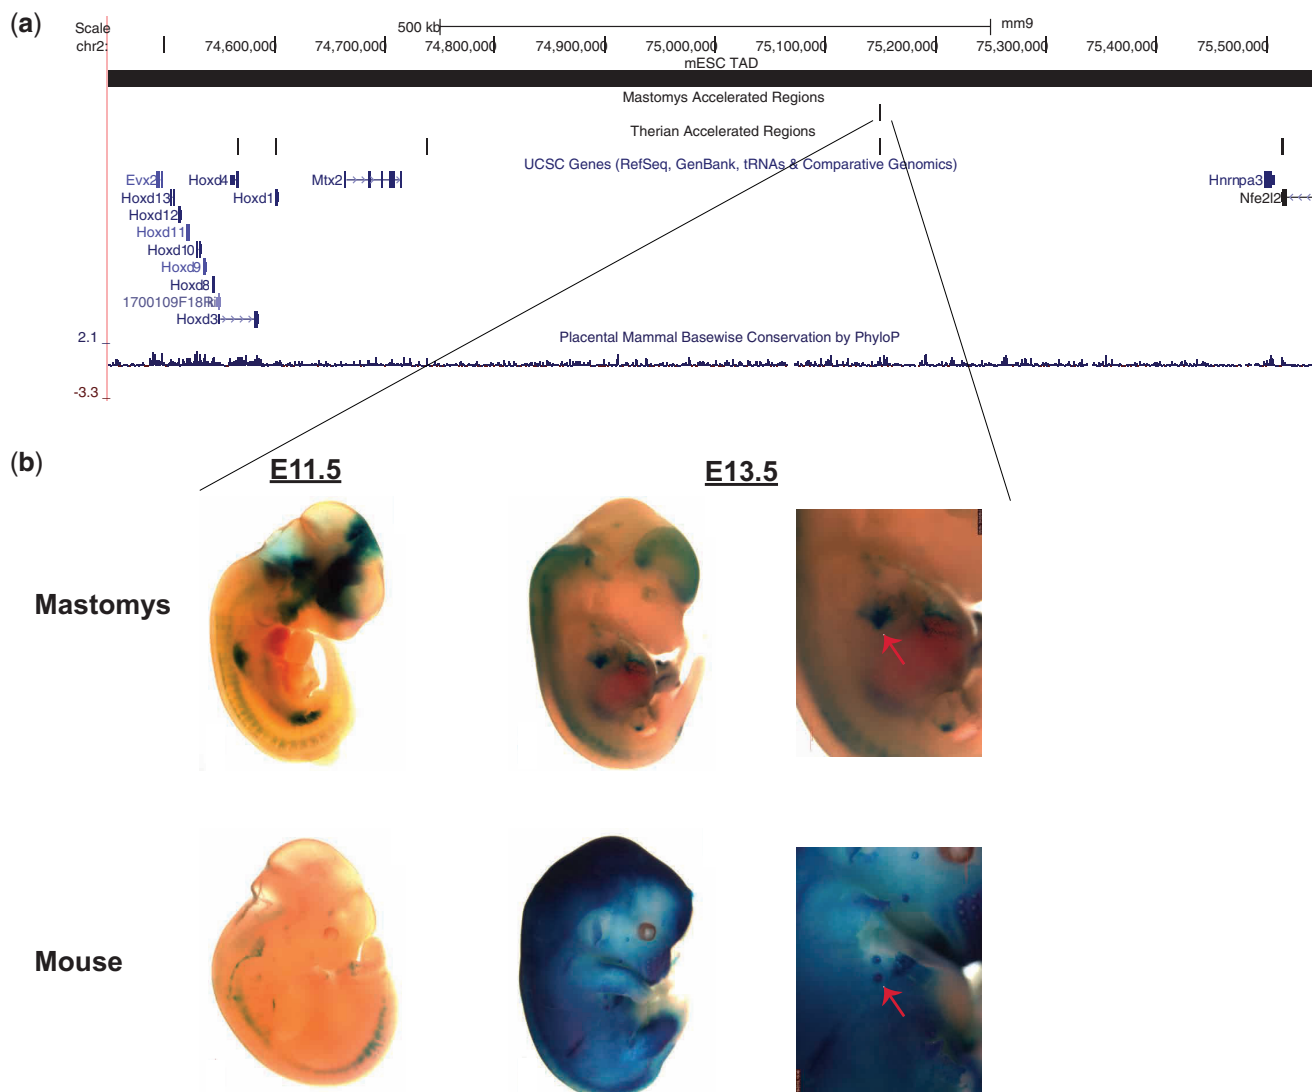 (a)
Scale
500 kb
mm9
chr2:
74,600,000
74,700,000
74,800,000
74,900,000
75,000,000
75,100,000
75,200,000
75,300,000
75,400,000
75,500,000
mESC TAD
Mastomys Accelerated Regions
Therian Accelerated Regions
UCSC Genes (RefSeq, GenBank, tRNAs & Comparative Genomics)
Evx2
Hoxd4
Mtx2
Hnrnpa3
Hoxd13
Hoxd1
Nfe2l2
Hoxd12
Hoxd11
Hoxd10
Hoxd9
Hoxd8
Hoxd3
2.1
Placental Mammal Basewise Conservation by PhyloP
-3.3
(b)
E11.5
E13.5
Mastomys
Mouse